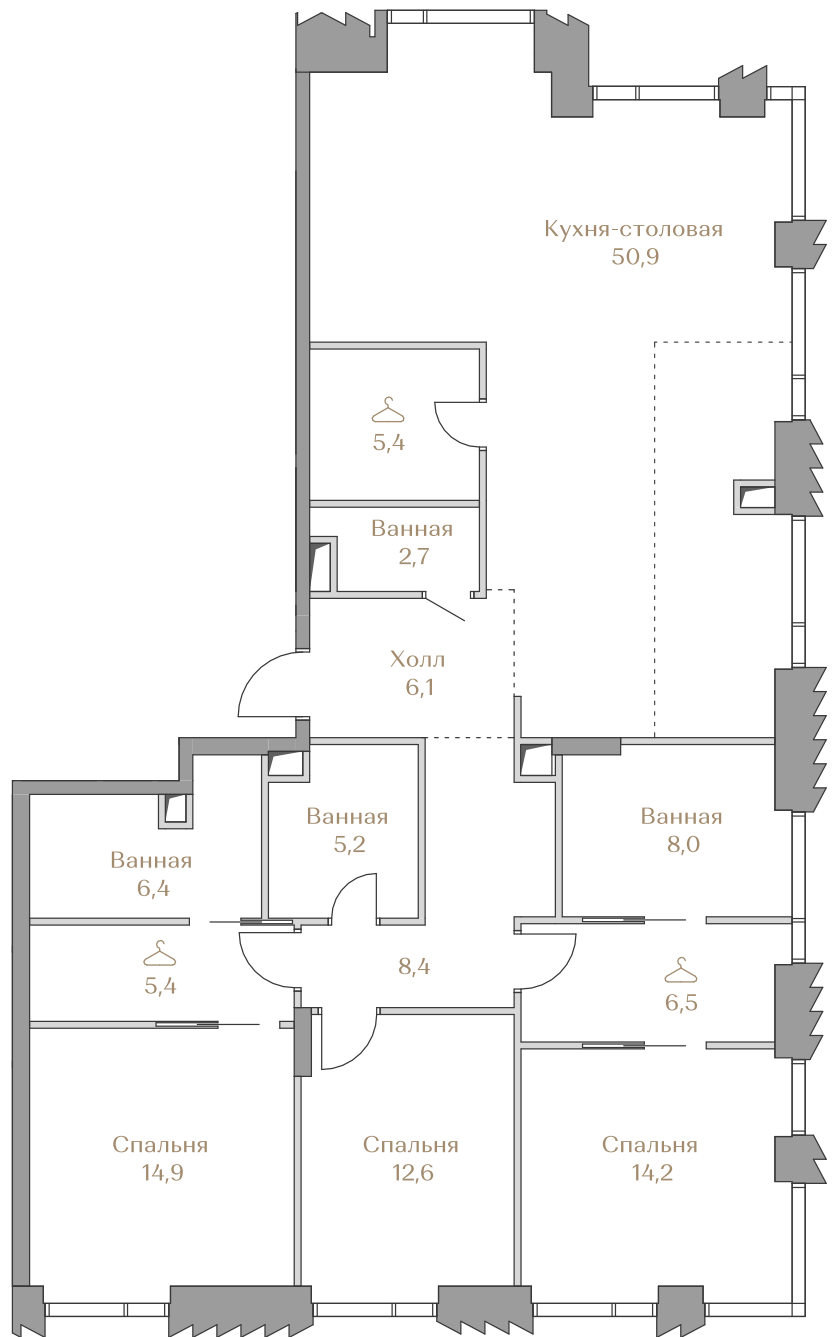 Кухня-столовая
50,9
5,4
Ванная
2,7
Холл
6,1
Ванная
5,2
Ванная
8,0
Ванная
6,4
8,4
5,4
6,5
Спальня
14,9
Спальня
12,6
Спальня
14,2